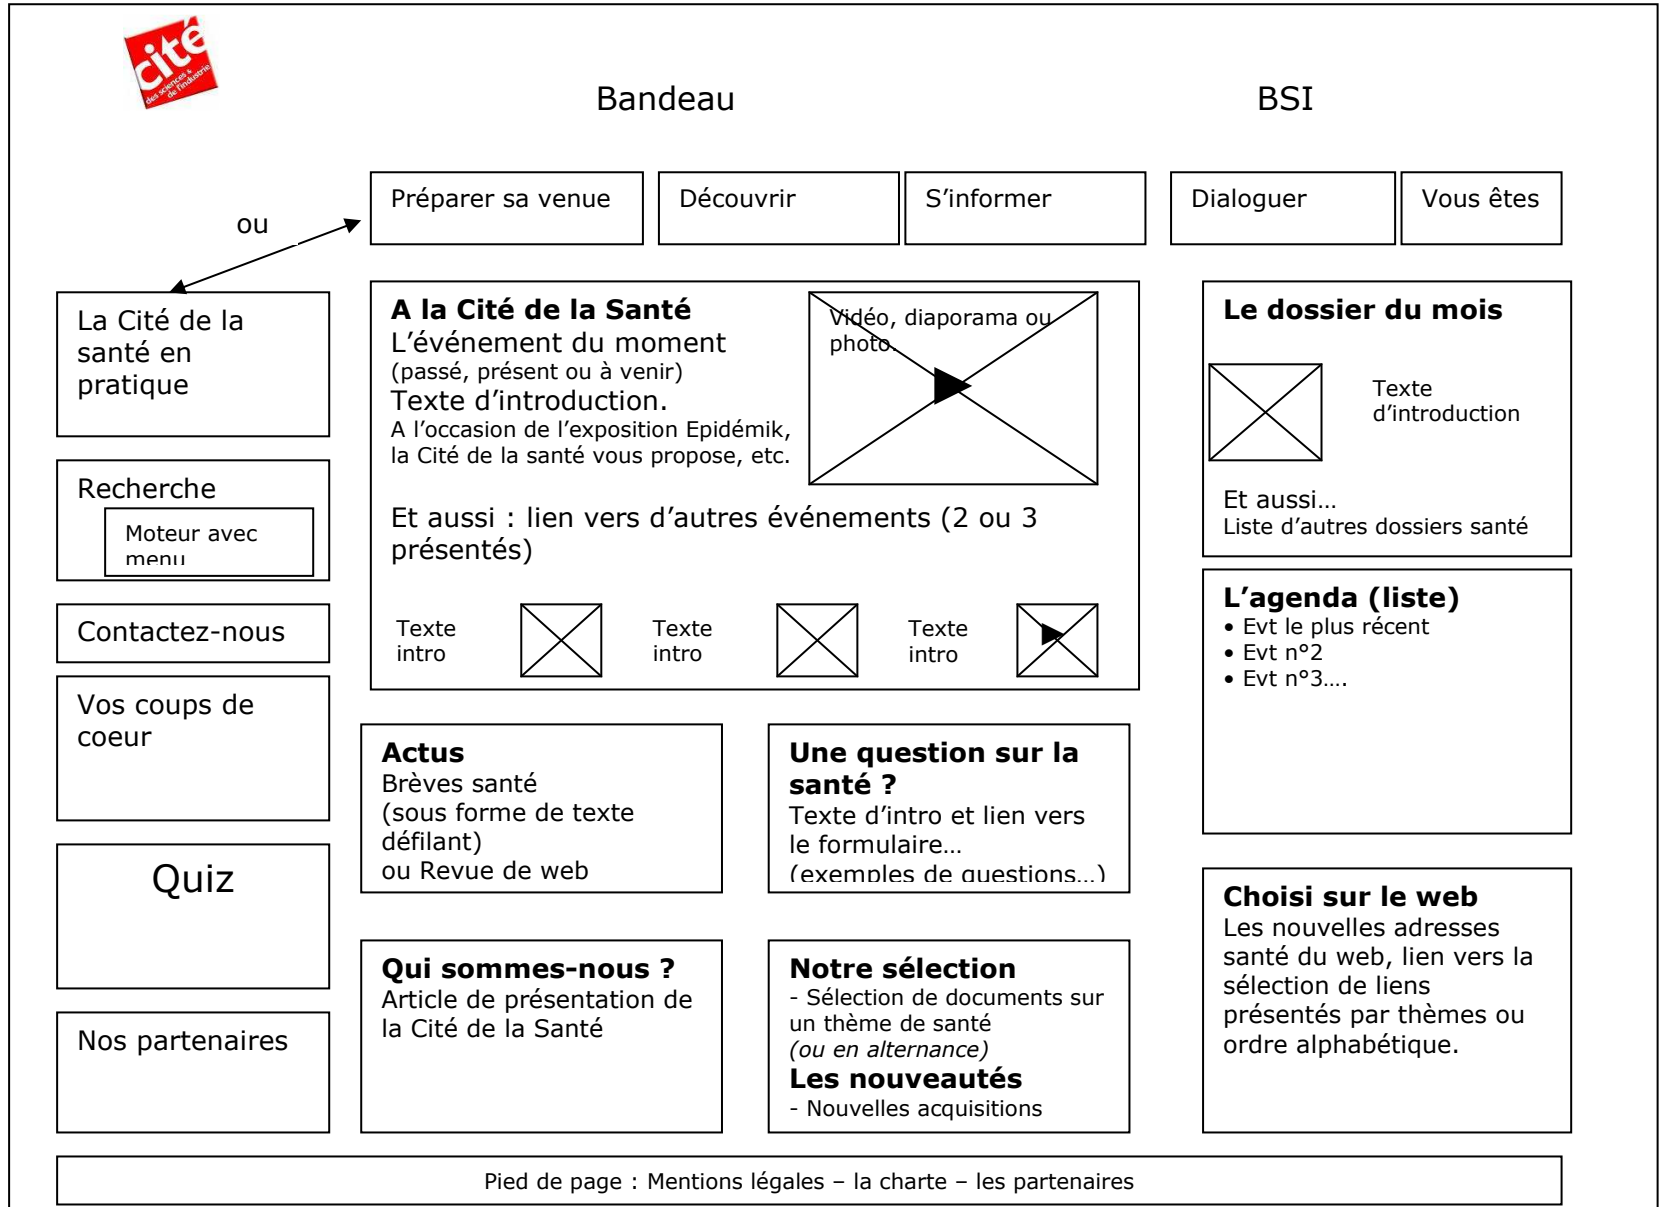 cité
des sciences &
de l'industrie
Bandeau
BSI
Préparer sa venue
Découvrir
S’informer
Dialoguer
Vous êtes
ou
La Cité de la
santé en
pratique
Recherche
Moteur avec
menu
Contactez-nous
Vos coups de
coeur
Quiz
Nos partenaires
A la Cité de la Santé
L’événement du moment
(passé, présent ou à venir)
Texte d’introduction.
A l’occasion de l’exposition Epidémik,
la Cité de la santé vous propose, etc.
Vidéo, diaporama ou
photo.
Et aussi : lien vers d’autres événements (2 ou 3
présentés)
Texte
intro
Texte
intro
Texte
intro
Actus
Brèves santé
(sous forme de texte
défilant)
ou Revue de web
Une question sur la
santé ?
Texte d’intro et lien vers
le formulaire…
(exemples de questions…)
Qui sommes-nous ?
Article de présentation de
la Cité de la Santé
Notre sélection
- Sélection de documents sur
un thème de santé
(ou en alternance)
Les nouveautés
- Nouvelles acquisitions
Le dossier du mois
Texte
d’introduction
Et aussi…
Liste d’autres dossiers santé
L’agenda (liste)
• Evt le plus récent
• Evt n°2
• Evt n°3….
Choisi sur le web
Les nouvelles adresses
santé du web, lien vers la
sélection de liens
présentés par thèmes ou
ordre alphabétique.
Pied de page : Mentions légales – la charte – les partenaires